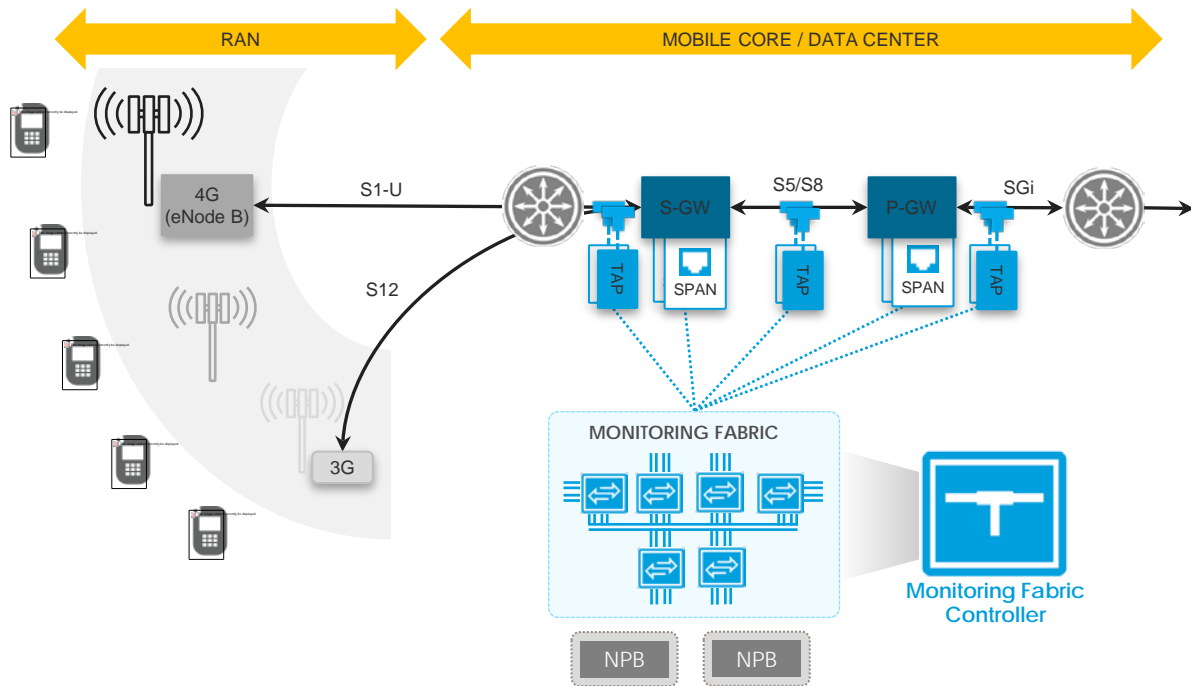 RAN
MOBILE CORE / DATA CENTER
4G
(eNode B)
S1-U
S12
3G
S-GW
S5/S8
P-GW
SGi
TAP
SPAN
TAP
SPAN
TAP
MONITORING FABRIC
Monitoring Fabric
Controller
NPB
NPB